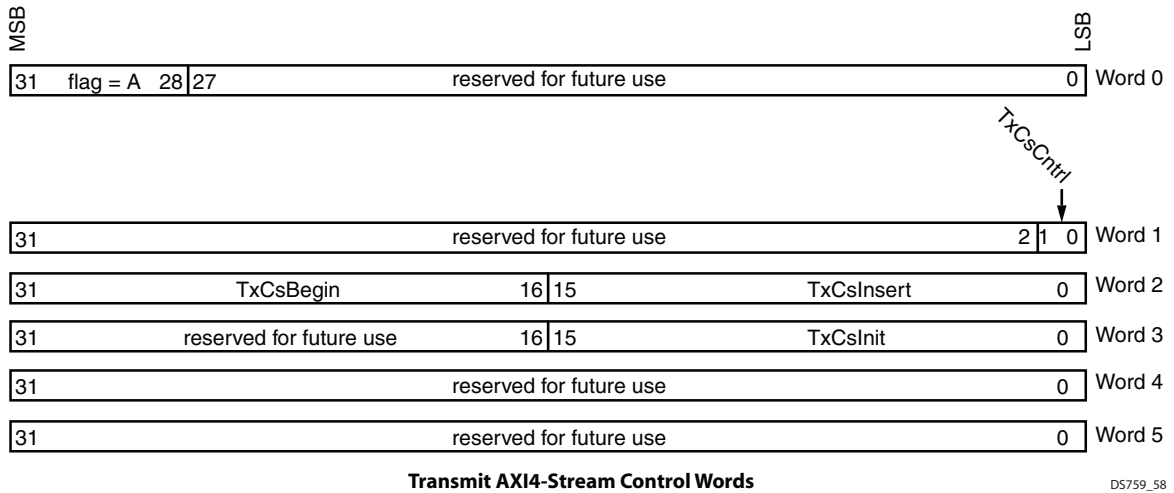 MSB LSB
31 flag = A 28 27 reserved for future use 0 Word 0
TxCsCntrl
31 reserved for future use 2 1 0 Word 1
31 TxCsBegin 16 15 TxCsInsert 0 Word 2
31 reserved for future use 16 15 TxCsInit 0 Word 3
31 reserved for future use 0 Word 4
31 reserved for future use 0 Word 5
Transmit AXI4-Stream Control Words DS759_58